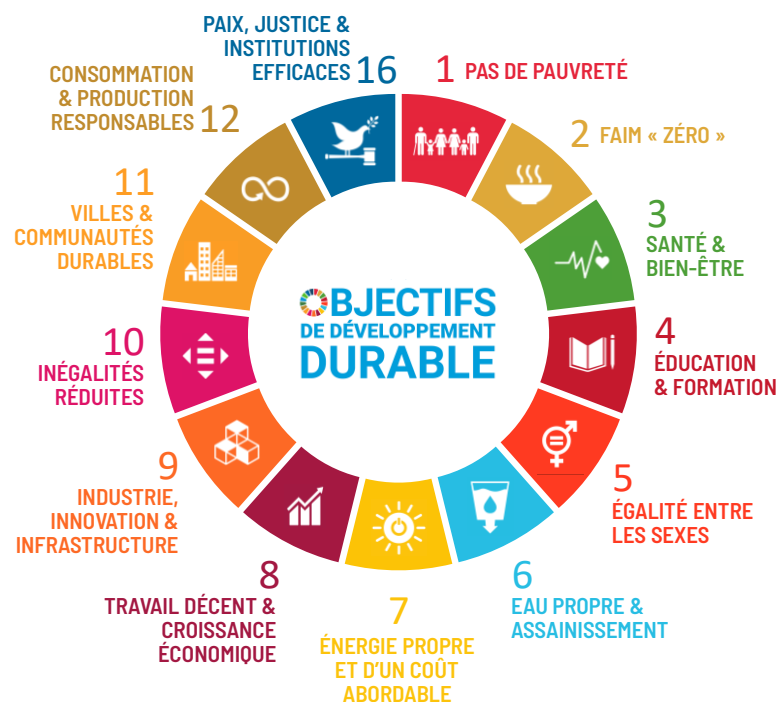 OBJECTIFS
DE DÉVELOPPEMENT
DURABLE
1 PAS DE PAUVRETÉ
2 FAIM « ZÉRO »
3
SANTÉ &
BIEN-ÊTRE
4
ÉDUCATION
& FORMATION
5
ÉGALITÉ ENTRE
LES SEXES
6
EAU PROPRE &
ASSAINISSEMENT
7
ÉNERGIE PROPRE
ET D'UN COÛT
ABORDABLE
8
TRAVAIL DÉCENT &
CROISSANCE
ÉCONOMIQUE
9
INDUSTRIE,
INNOVATION &
INFRASTRUCTURE
10
INÉGALITÉS
RÉDUITES
11
VILLES &
COMMUNAUTÉS
DURABLES
CONSOMMATION
& PRODUCTION
RESPONSABLES 12
PAIX, JUSTICE &
INSTITUTIONS
EFFICACES 16